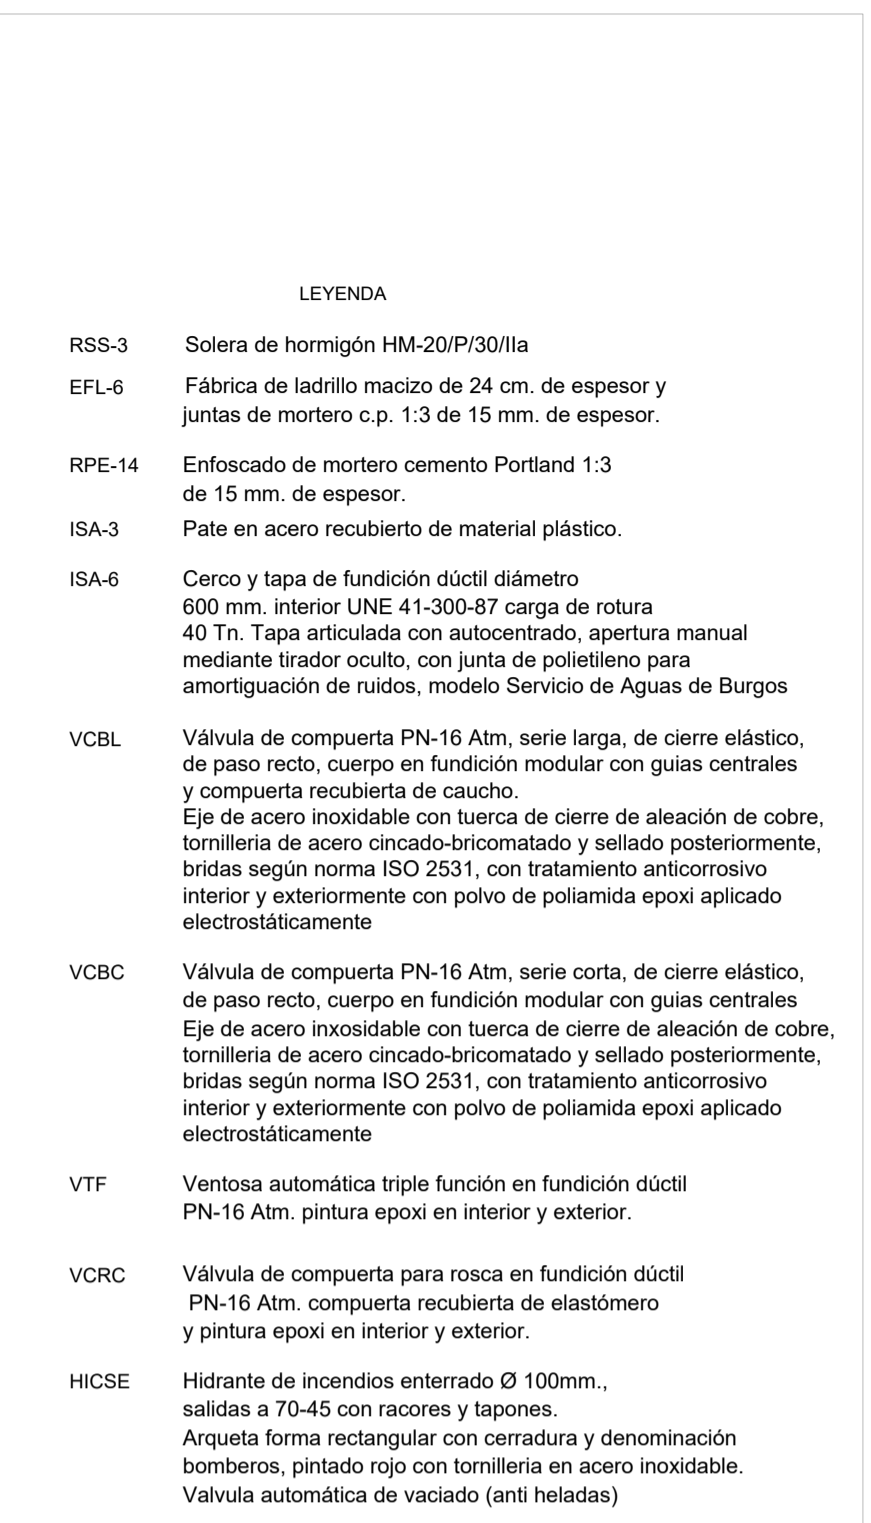 LEYENDA
RSS-3 Solera de hormigón HM-20/P/30/IIa
EFL-6 Fábrica de ladrillo macizo de 24 cm. de espesor y
juntas de mortero c.p. 1:3 de 15 mm. de espesor.
RPE-14 Enfoscado de mortero cemento Portland 1:3
de 15 mm. de espesor.
ISA-3 Pate en acero recubierto de material plástico.
ISA-6 Cerco y tapa de fundición dúctil diámetro
600 mm. interior UNE 41-300-87 carga de rotura
40 Tn. Tapa articulada con autocentrado, apertura manual
mediante tirador oculto, con junta de polietileno para
amortiguación de ruidos, modelo Servicio de Aguas de Burgos
VCBL Válvula de compuerta PN-16 Atm, serie larga, de cierre elástico,
de paso recto, cuerpo en fundición modular con guias centrales
y compuerta recubierta de caucho.
Eje de acero inoxidable con tuerca de cierre de aleación de cobre,
tornilleria de acero cincado-bricomatado y sellado posteriormente,
bridas según norma ISO 2531, con tratamiento anticorrosivo
interior y exteriormente con polvo de poliamida epoxi aplicado
electrostáticamente
VCBC Válvula de compuerta PN-16 Atm, serie corta, de cierre elástico,
de paso recto, cuerpo en fundición modular con guias centrales
Eje de acero inxosidable con tuerca de cierre de aleación de cobre,
tornilleria de acero cincado-bricomatado y sellado posteriormente,
bridas según norma ISO 2531, con tratamiento anticorrosivo
interior y exteriormente con polvo de poliamida epoxi aplicado
electrostáticamente
VTF Ventosa automática triple función en fundición dúctil
PN-16 Atm. pintura epoxi en interior y exterior.
VCRC Válvula de compuerta para rosca en fundición dúctil
PN-16 Atm. compuerta recubierta de elastómero
y pintura epoxi en interior y exterior.
HICSE Hidrante de incendios enterrado Ø 100mm.,
salidas a 70-45 con racores y tapones.
Arqueta forma rectangular con cerradura y denominación
bomberos, pintado rojo con tornilleria en acero inoxidable.
Valvula automática de vaciado (anti heladas)